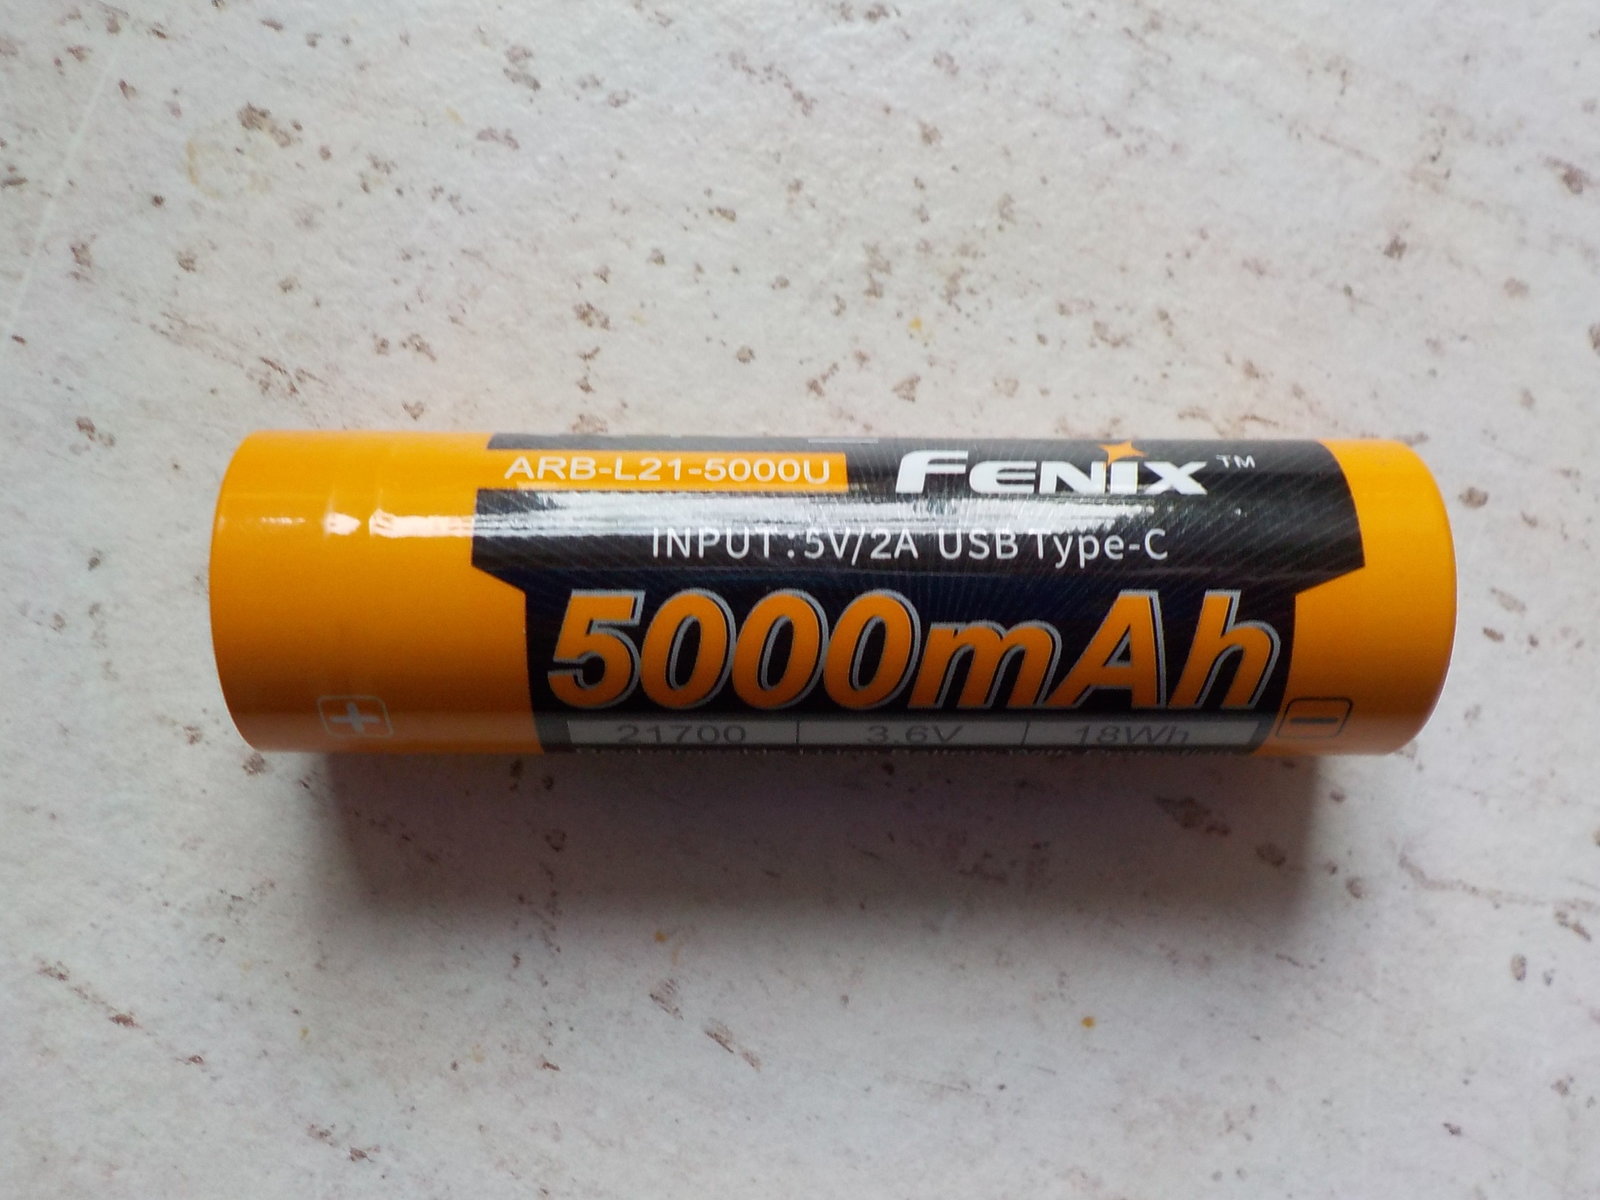 ARB-L21-5000U FENIX™
INPUT:5V/2A USB Type-C
5000mAh
+ 21700 3.6V 18Wh −